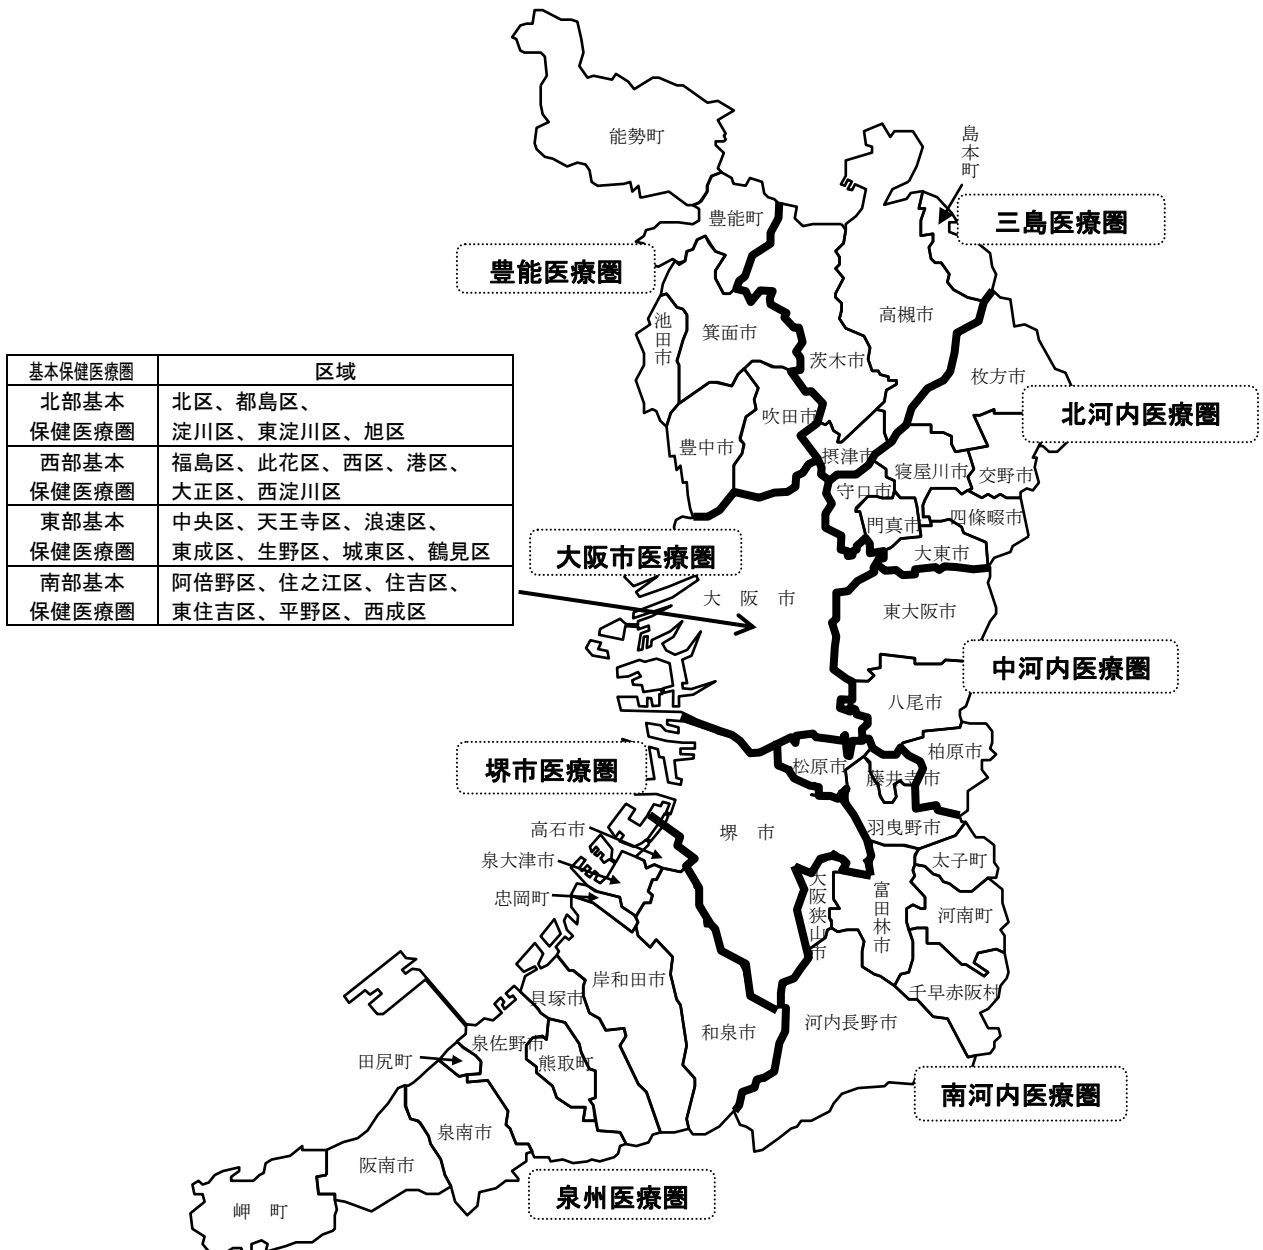 能勢町
島本町
豊能町
三島医療圏
豊能医療圏
高槻市
池田市
箕面市
茨木市
枚方市
北河内医療圏
吹田市
豊中市
摂津市
寝屋川市
交野市
守口市
門真市
四條畷市
大東市
基本保健医療圏
区域
北部基本
保健医療圏
北区、都島区、
淀川区、東淀川区、旭区
西部基本
保健医療圏
福島区、此花区、西区、港区、
大正区、西淀川区
東部基本
保健医療圏
中央区、天王寺区、浪速区、
東成区、生野区、城東区、鶴見区
南部基本
保健医療圏
阿倍野区、住之江区、住吉区、
東住吉区、平野区、西成区
大阪市医療圏
大 阪 市
東大阪市
中河内医療圏
八尾市
柏原市
堺市医療圏
松原市
藤井寺市
羽曳野市
高石市
堺 市
太子町
泉大津市
忠岡町
大阪狭山市
富田林市
河南町
岸和田市
貝塚市
千早赤阪村
和泉市
河内長野市
泉佐野市
熊取町
田尻町
南河内医療圏
泉南市
阪南市
泉州医療圏
岬 町